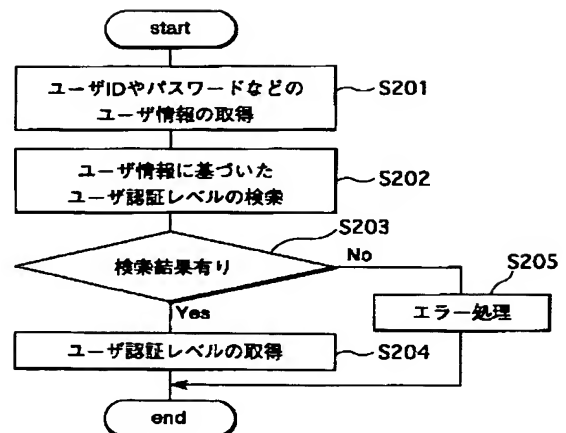 start
ユーザIDやパスワードなどの
ユーザ情報の取得
S201
ユーザ情報に基づいた
ユーザ認証レベルの検索
S202
S203
検索結果有り
No
S205
Yes
エラー処理
ユーザ認証レベルの取得
S204
end